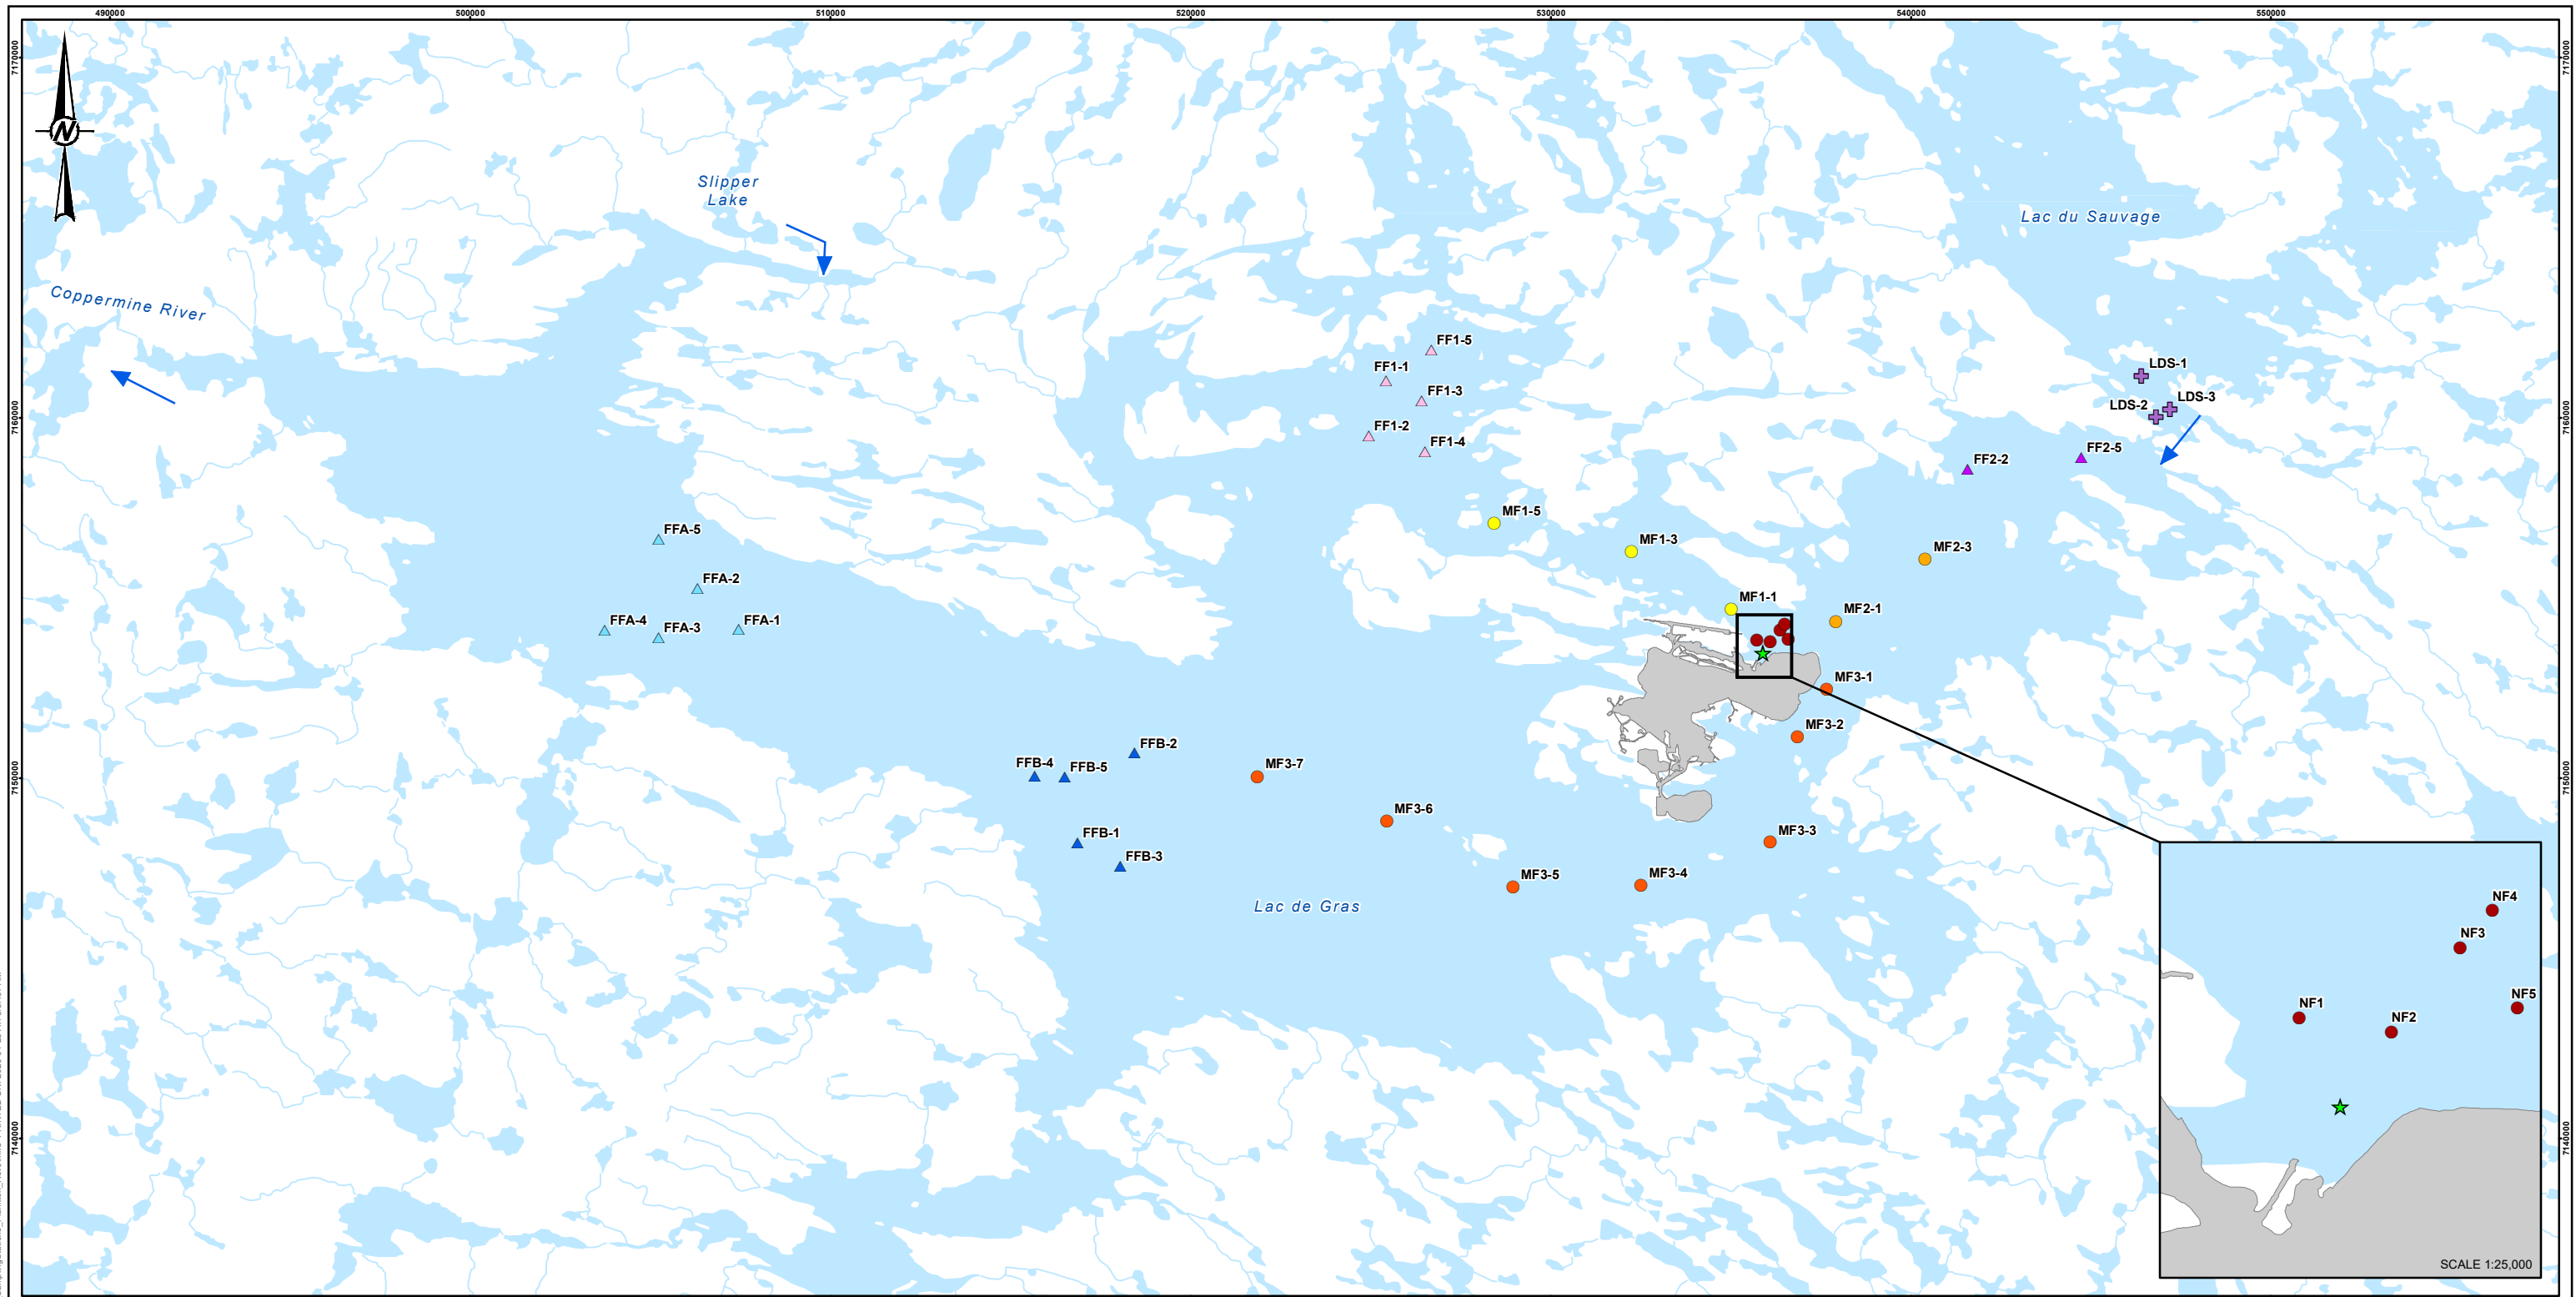 490000
500000
510000
520000
530000
540000
550000
7170000
7170000
N
Slipper
Lake
Lac du Sauvage
Coppermine River
FF1-5
FF1-1
LDS-1
FF1-3
LDS-3
LDS-2
7160000
7160000
FF1-2
FF1-4
FF2-5
FF2-2
MF1-5
FFA-5
MF1-3
MF2-3
FFA-2
MF1-1
MF2-1
FFA-4
FFA-3
FFA-1
MF3-1
MF3-2
FFB-2
FFB-4
FFB-5
MF3-7
7150000
7150000
MF3-6
FFB-1
MF3-3
FFB-3
MF3-5
MF3-4
Lac de Gras
NF4
NF3
NF5
NF1
NF2
7140000
7140000
SCALE 1:25,000